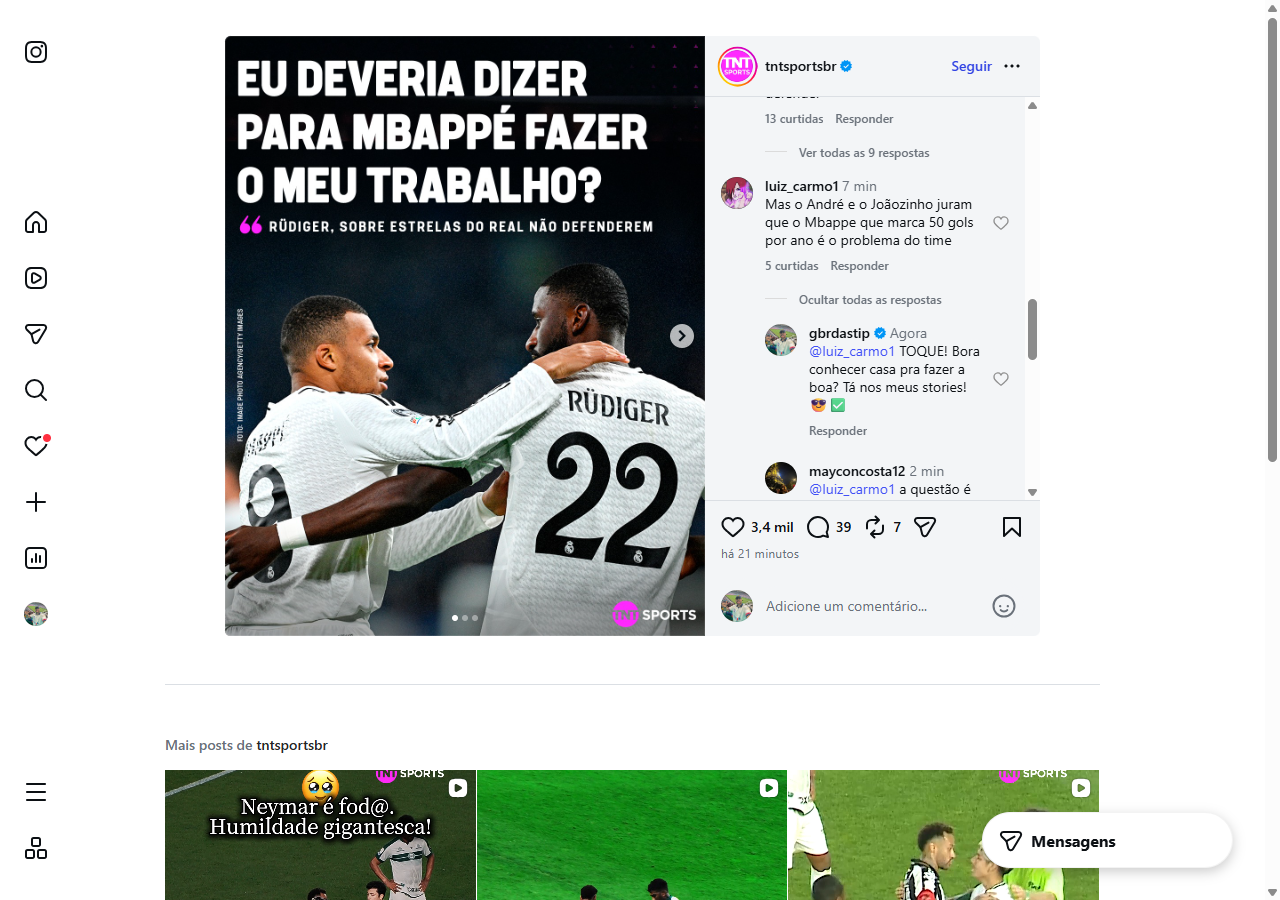 EU DEVERIA DIZER
PARA MBAPPÉ FAZER
O MEU TRABALHO?
RÜDIGER, SOBRE ESTRELAS DO REAL NÃO DEFENDEREM
FOTO: IMAGE PHOTO AGENCY/GETTY IMAGES
RÜDIGER
22
9
TNT SPORTS
TNT
SPORTS
tntsportsbr
Seguir
defender
13 curtidas Responder
Ver todas as 9 respostas
luiz_carmo1 7 min
Mas o André e o Joãozinho juram
que o Mbappe que marca 50 gols
por ano é o problema do time
5 curtidas Responder
Ocultar todas as respostas
gbrdastip Agora
@luiz_carmo1 TOQUE! Bora
conhecer casa pra fazer a
boa? Tá nos meus stories!
😎 ✅
Responder
mayconcosta12 2 min
@luiz_carmo1 a questão é
3,4 mil 39 7
há 21 minutos
Adicione um comentário...
Mais posts de tntsportsbr
TNT SPORTS
Neymar é fod@.
Humildade gigantesca!
TNT SPORTS
Mensagens